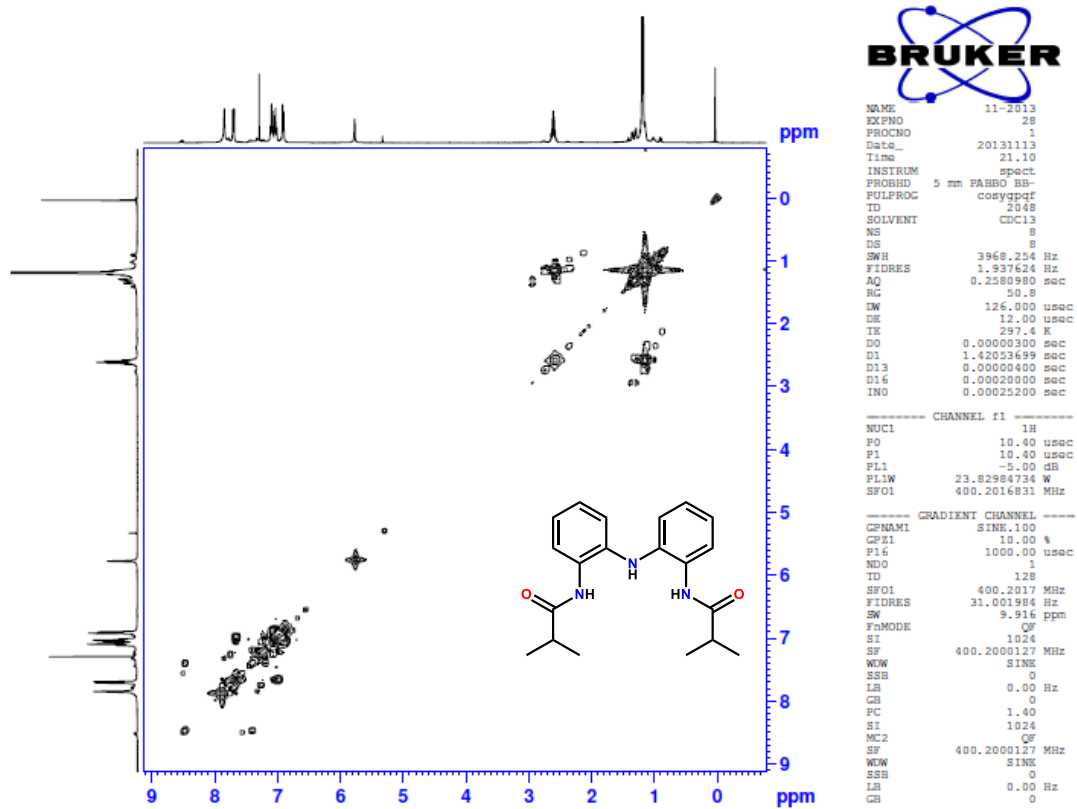 BRUKER
NAME 11-2013
EXPNO 28
PROCNO 1
Date_ 20131113
Time 21.10
INSTRUM spect
PROBHD 5 mm PABBO BB-
PULPROG cosygpqf
TD 2048
SOLVENT CDCl3
NS 8
DS 8
SWH 3968.254 Hz
FIDRES 1.937624 Hz
AQ 0.2580980 sec
RG 50.8
DW 126.000 usec
DE 12.00 usec
TE 297.4 K
D0 0.00000300 sec
D1 1.42053699 sec
D13 0.00000400 sec
D16 0.00020000 sec
IN0 0.00025200 sec
======== CHANNEL f1 ========
NUC1 1H
P0 10.40 usec
P1 10.40 usec
PL1 -5.00 dB
PL1W 23.82984734 W
SFO1 400.2016831 MHz
====== GRADIENT CHANNEL =====
GPNAM1 SINE.100
GPZ1 10.00 %
P16 1000.00 usec
ND0 1
TD 128
SFO1 400.2017 MHz
FIDRES 31.001984 Hz
SW 9.916 ppm
FnMODE QF
SI 1024
SF 400.2000127 MHz
WDW SINE
SSB 0
LB 0.00 Hz
GB 0
PC 1.40
SI 1024
MC2 QF
SF 400.2000127 MHz
WDW SINE
SSB 0
LB 0.00 Hz
GB 0
ppm
0
1
2
3
4
5
6
7
8
9
O
NH
N
H
NH
O
9 8 7 6 5 4 3 2 1 0 ppm